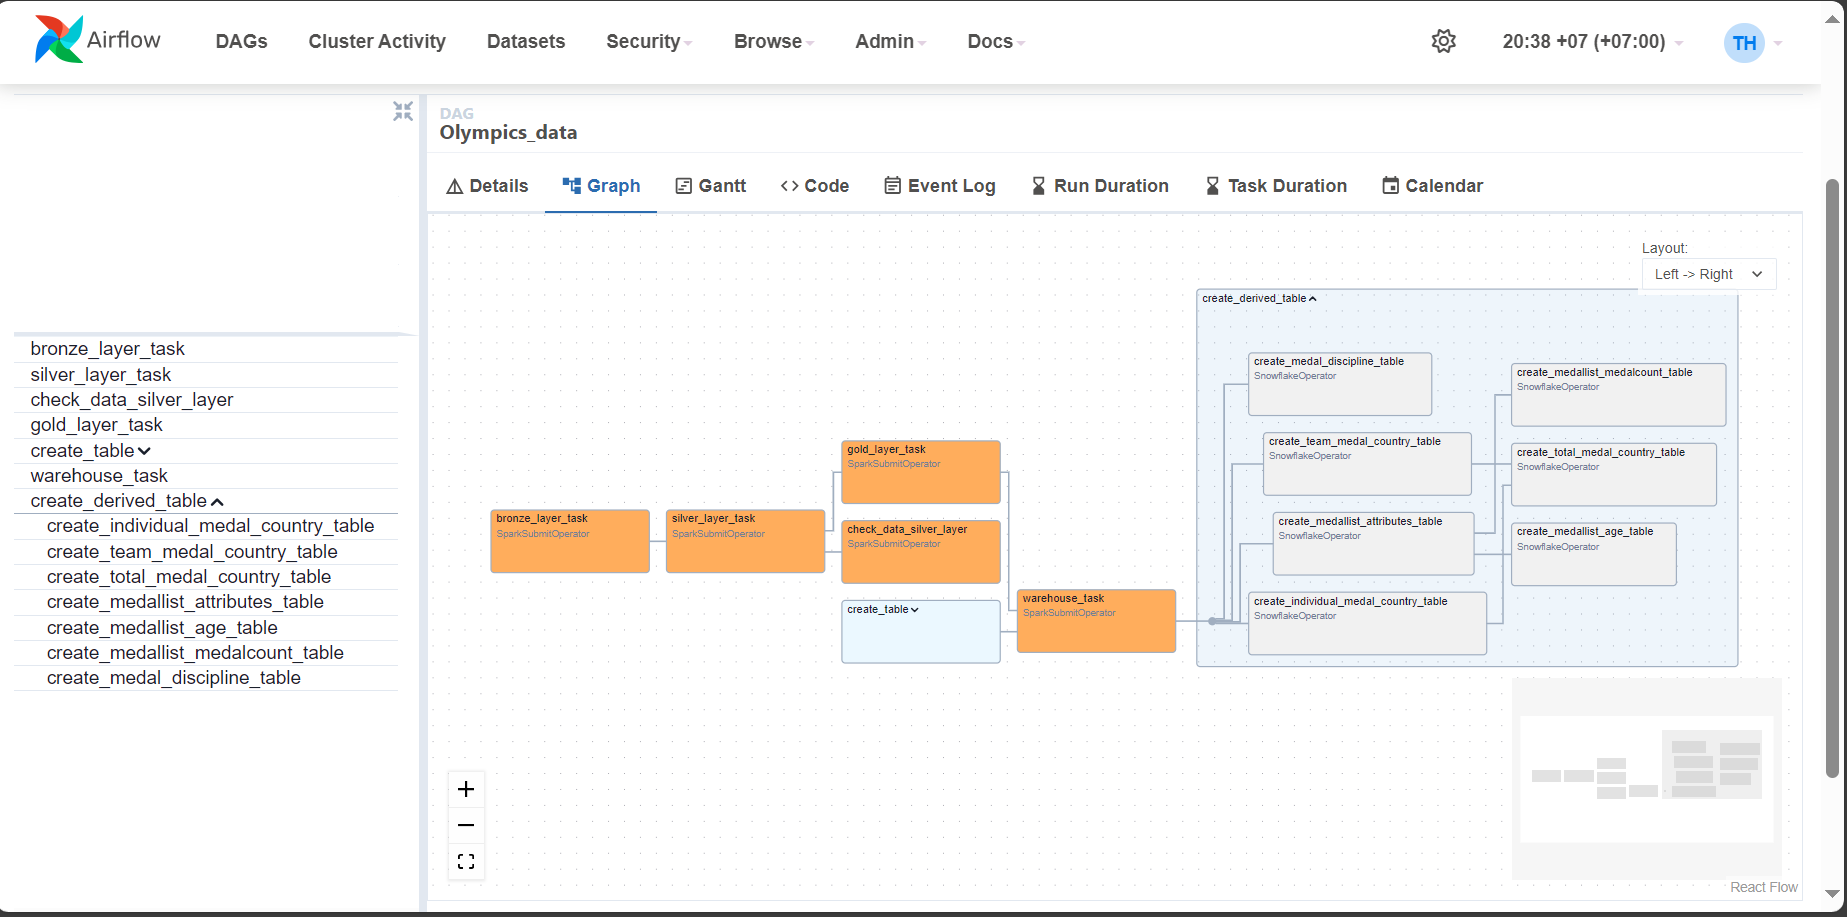 Airflow
DAGs
Cluster Activity
Datasets
Security
Browse
Admin
Docs
20:38 +07 (+07:00)
TH
DAG
Olympics_data
Details
Graph
Gantt
Code
Event Log
Run Duration
Task Duration
Calendar
bronze_layer_task
silver_layer_task
check_data_silver_layer
gold_layer_task
create_table
warehouse_task
create_derived_table
create_individual_medal_country_table
create_team_medal_country_table
create_total_medal_country_table
create_medallist_attributes_table
create_medallist_age_table
create_medallist_medalcount_table
create_medal_discipline_table
Layout:
Left -> Right
bronze_layer_task
SparkSubmitOperator
silver_layer_task
SparkSubmitOperator
gold_layer_task
SparkSubmitOperator
check_data_silver_layer
SparkSubmitOperator
create_table
warehouse_task
SparkSubmitOperator
create_derived_table
create_medal_discipline_table
SnowflakeOperator
create_team_medal_country_table
SnowflakeOperator
create_medallist_attributes_table
SnowflakeOperator
create_individual_medal_country_table
SnowflakeOperator
create_medallist_medalcount_table
SnowflakeOperator
create_total_medal_country_table
SnowflakeOperator
create_medallist_age_table
SnowflakeOperator
React Flow